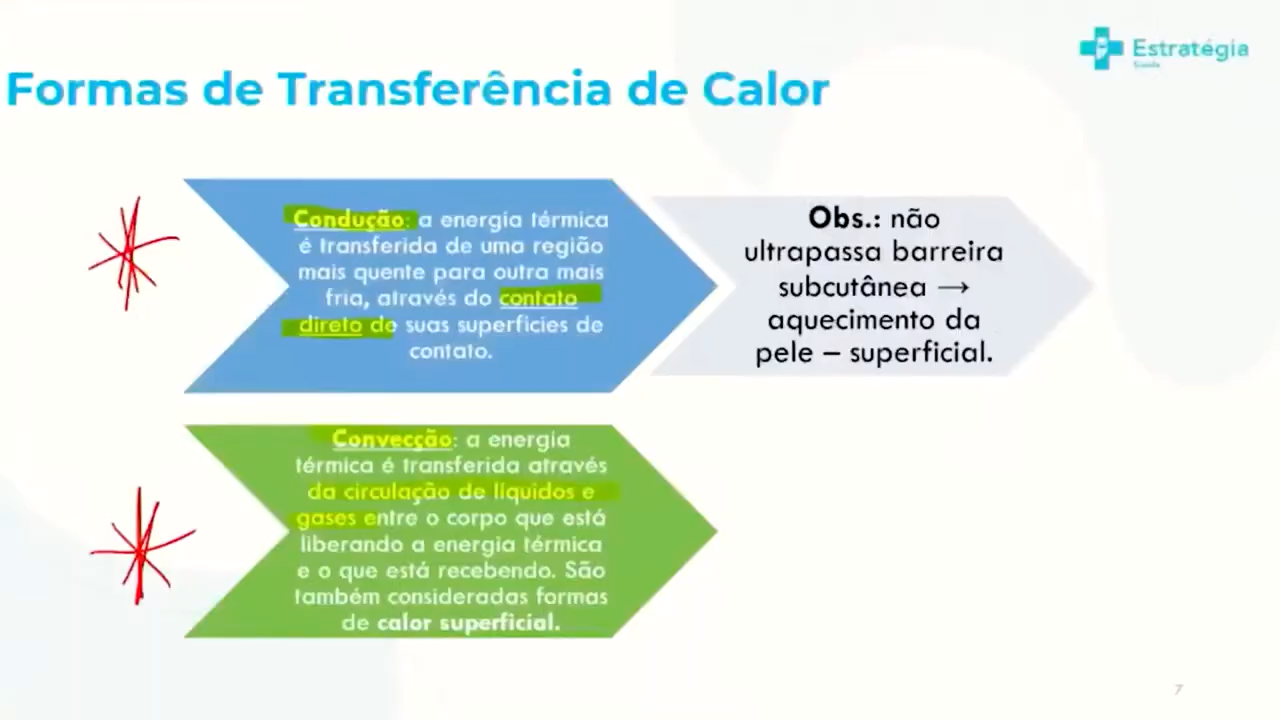 Estratégia
Saúde
Formas de Transferência de Calor
Condução: a energia térmica
é transferida de uma região
mais quente para outra mais
fria, através do contato
direto de suas superfícies de
contato.
Obs.: não
ultrapassa barreira
subcutânea →
aquecimento da
pele – superficial.
Convecção: a energia
térmica é transferida através
da circulação de líquidos e
gases entre o corpo que está
liberando a energia térmica
e o que está recebendo. São
também consideradas formas
de calor superficial.
7